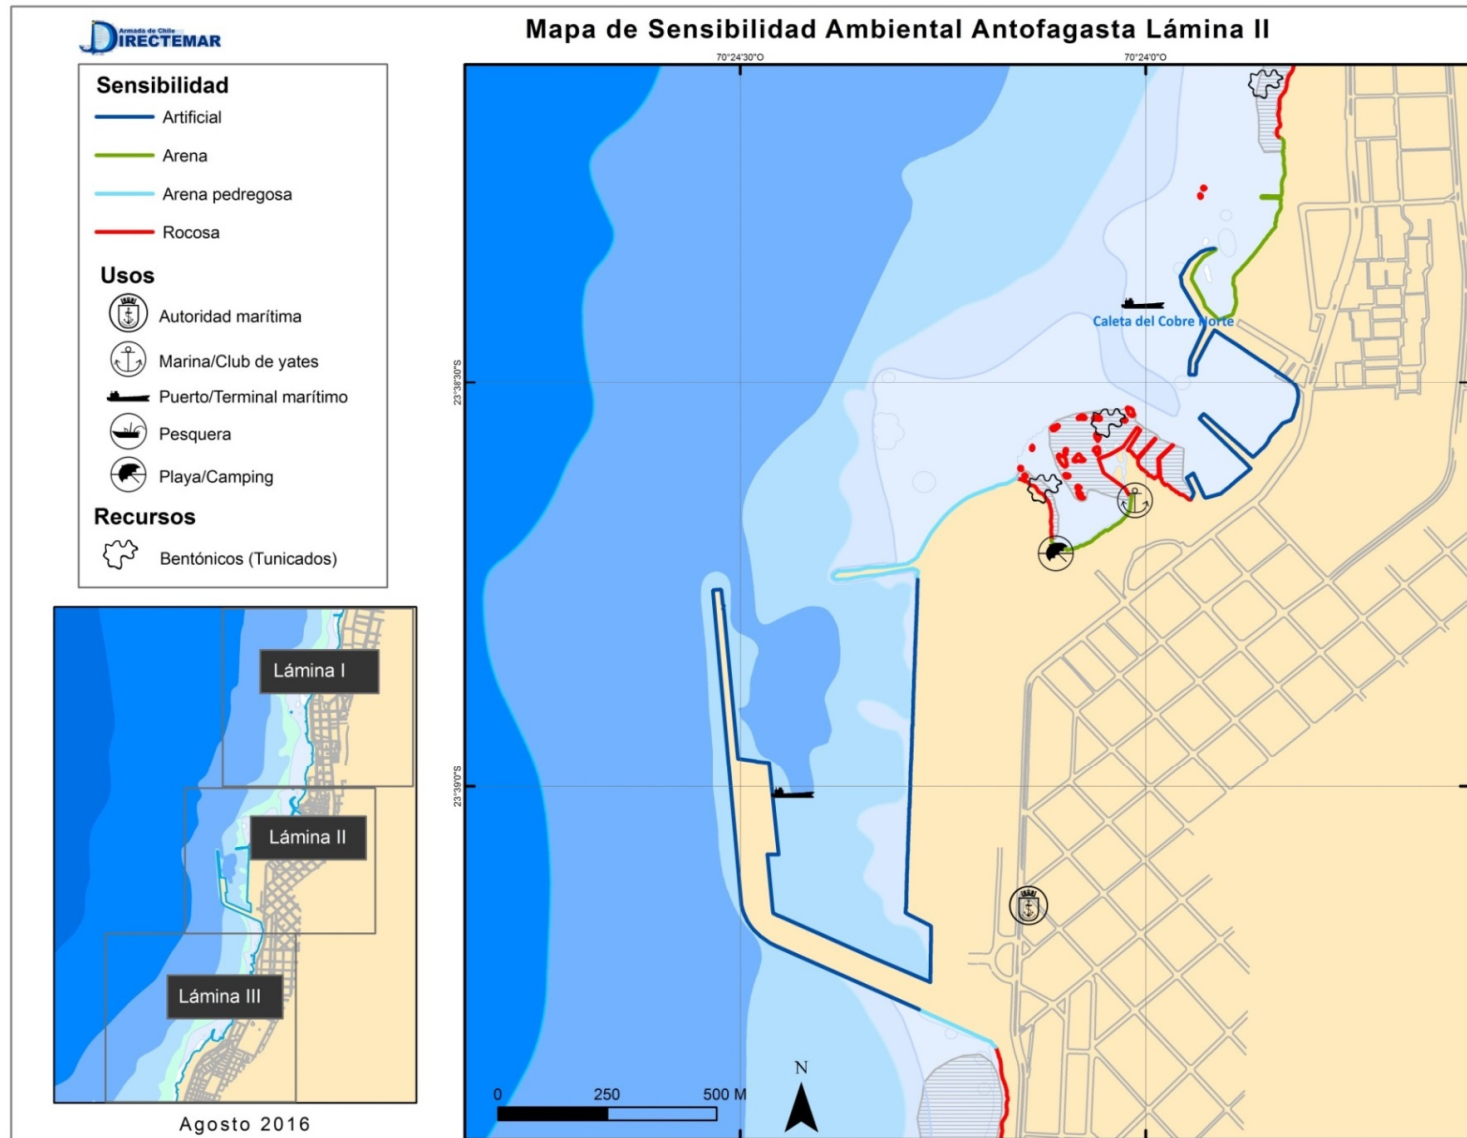 Armada de Chile
DIRECTEMAR
Mapa de Sensibilidad Ambiental Antofagasta Lámina II
Sensibilidad
Artificial
Arena
Arena pedregosa
Rocosa
Usos
Autoridad marítima
Marina/Club de yates
Puerto/Terminal marítimo
Pesquera
Playa/Camping
Recursos
Bentónicos (Tunicados)
Lámina I
Lámina II
Lámina III
Agosto 2016
70°24'30"O
70°24'0"O
23°38'30"S
23°39'0"S
Caleta del Cobre Norte
N
0 250 500 M